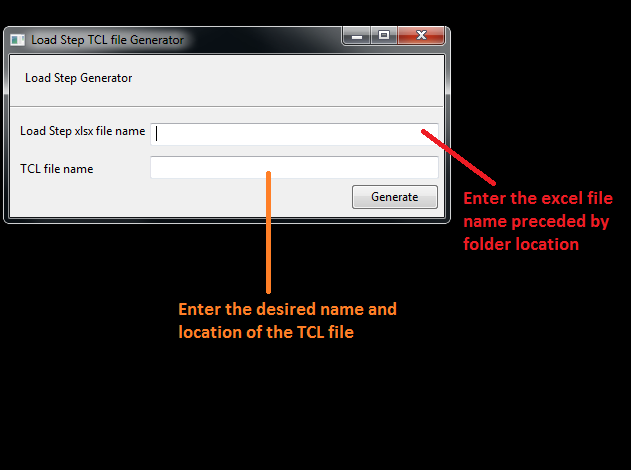 Load Step TCL file Generator
Load Step Generator
Load Step xlsx file name
TCL file name
Generate
Enter the excel file
name preceded by
folder location
Enter the desired name and
location of the TCL file